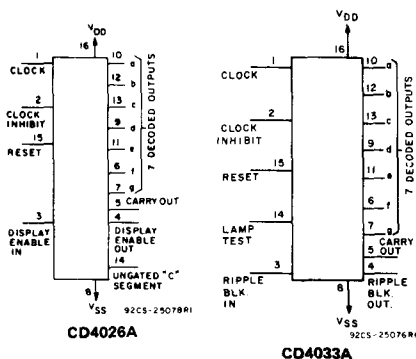 VDD
16
1
CLOCK
2
CLOCK
INHIBIT
15
RESET
3
DISPLAY
ENABLE
IN
10 a
12 b
13 c
9 d
11 e
6 f
7 g
7 DECODED OUTPUTS
5 CARRY OUT
4
DISPLAY
ENABLE
OUT
14
UNGATED "C"
SEGMENT
8
VSS
92CS-25078R1
CD4026A
VDD
16
1
CLOCK
2
CLOCK
INHIBIT
15
RESET
14
LAMP
TEST
3
RIPPLE
BLK.
IN
10 a
12 b
13 c
9 d
11 e
6 f
7 g
7 DECODED OUTPUTS
CARRY
OUT
5
4
RIPPLE
BLK.
OUT.
8
VSS
92CS-25076R1
CD4033A